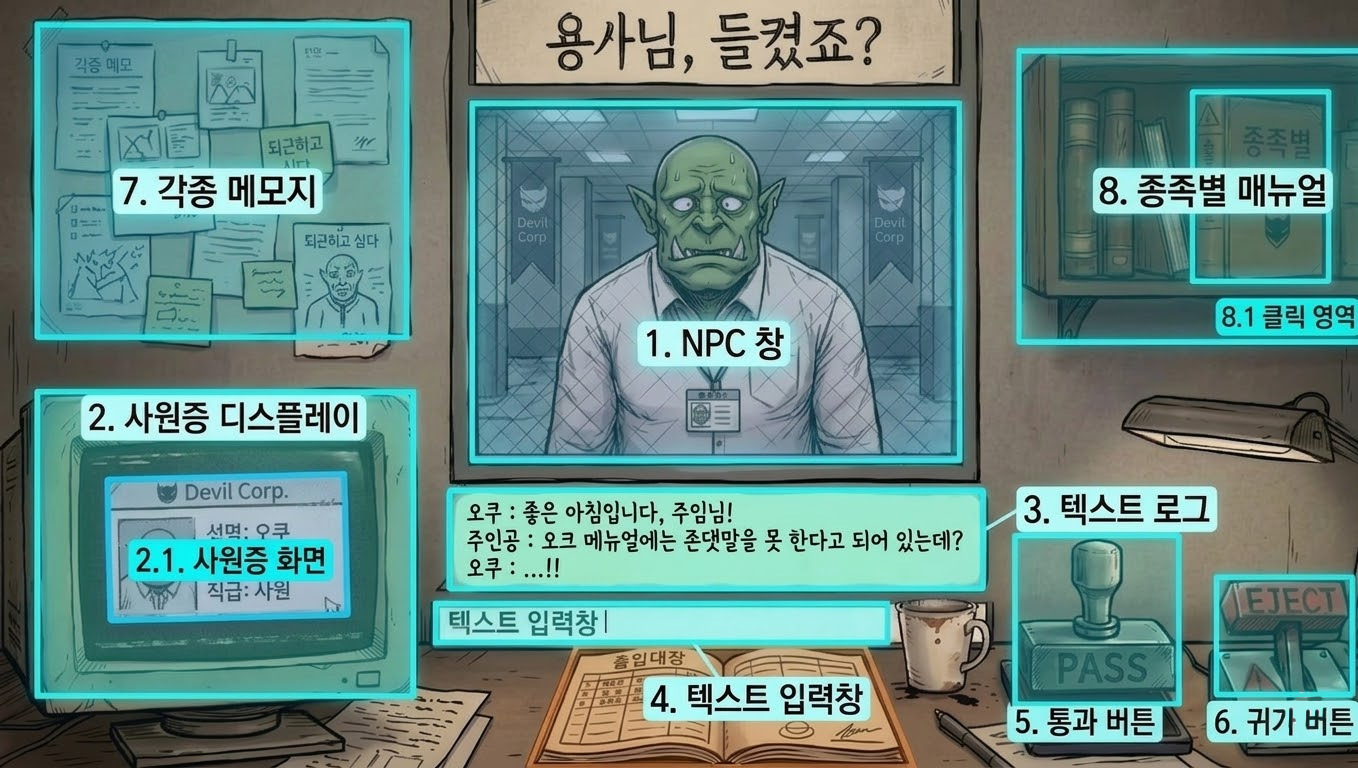 용사님, 들켰죠?
각종 메모
퇴근하고
싶다
7. 각종 메모지
퇴근하고 싶다
Devil
Corp
Devil
Corp
1. NPC 창
종족별
8. 종족별 매뉴얼
8.1 클릭 영역
2. 사원증 디스플레이
Devil Corp.
선명: 오쿠
2.1. 사원증 화면
직급: 사원
오쿠 : 좋은 아침입니다, 주임님!
주인공 : 오크 메뉴얼에는 존댓말을 못 한다고 되어 있는데?
오쿠 : ...!!
3. 텍스트 로그
텍스트 입력창
출입대장
4. 텍스트 입력창
PASS
5. 통과 버튼
EJECT
6. 귀가 버튼